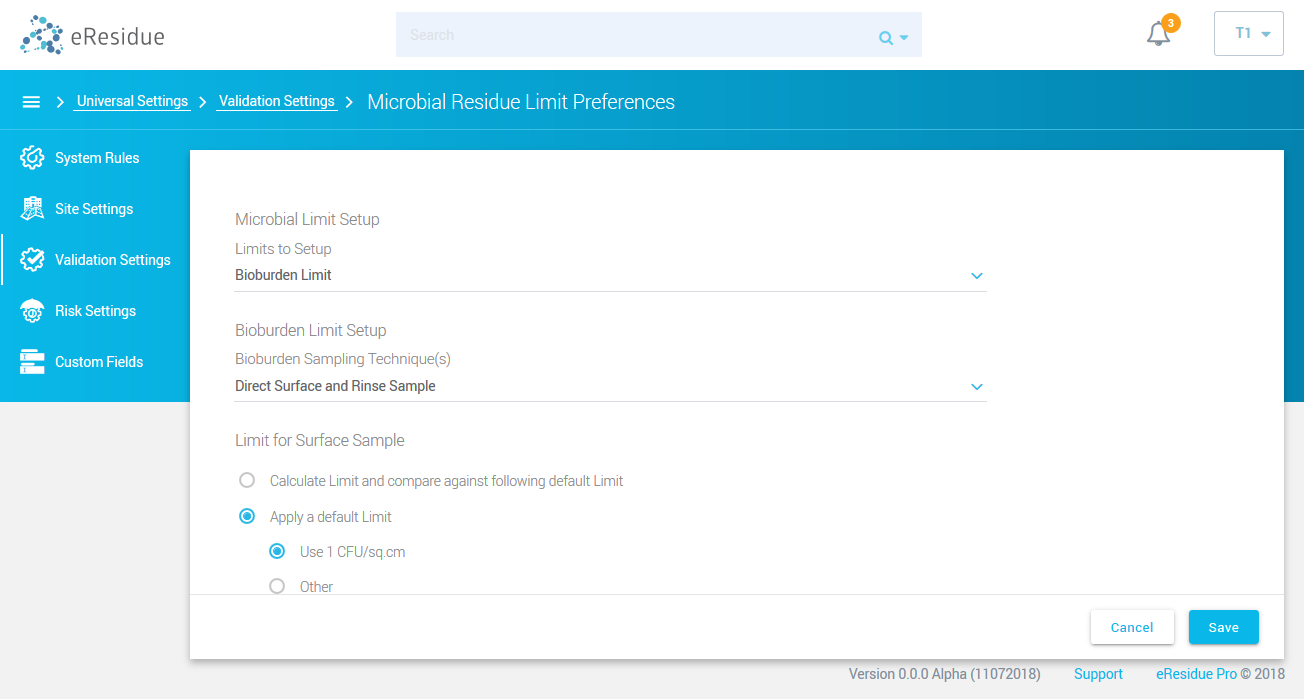 eResidue
Search
3
T1
Universal Settings
Validation Settings
Microbial Residue Limit Preferences
System Rules
Site Settings
Validation Settings
Risk Settings
Custom Fields
Microbial Limit Setup
Limits to Setup
Bioburden Limit
Bioburden Limit Setup
Bioburden Sampling Technique(s)
Direct Surface and Rinse Sample
Limit for Surface Sample
Calculate Limit and compare against following default Limit
Apply a default Limit
Use 1 CFU/sq.cm
Other
Cancel
Save
Version 0.0.0 Alpha (11072018) Support eResidue Pro © 2018